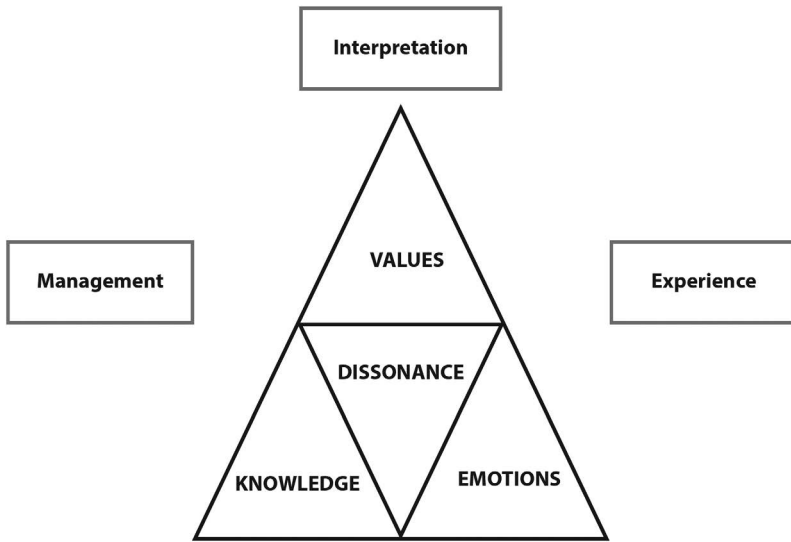 Interpretation
Management
VALUES
Experience
DISSONANCE
KNOWLEDGE
EMOTIONS